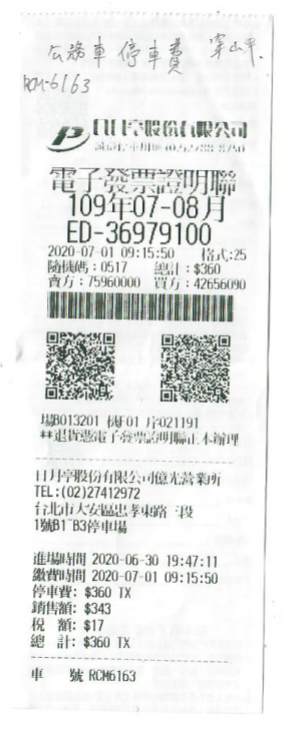 公務車 停車費 穿山甲.
RCM-6163
日月亭股份有限公司
電子發票證明聯
109年07-08月
ED-36979100
2020-07-01 09:15:50 格式:25
隨機碼:0517 總計:$360
賣方:75960000 買方:42656090
場B013201 機F01 序021191
**退貨憑電子發票證明聯正本辦理
日月亭股份有限公司億光營業所
TEL:(02)27412972
台北市大安區忠孝東路三段
1號B1~B3停車場
進場時間 2020-06-30 19:47:11
繳費時間 2020-07-01 09:15:50
停車費: $360 TX
銷售額: $343
稅 額: $17
總 計: $360 TX
車 號 RCM6163